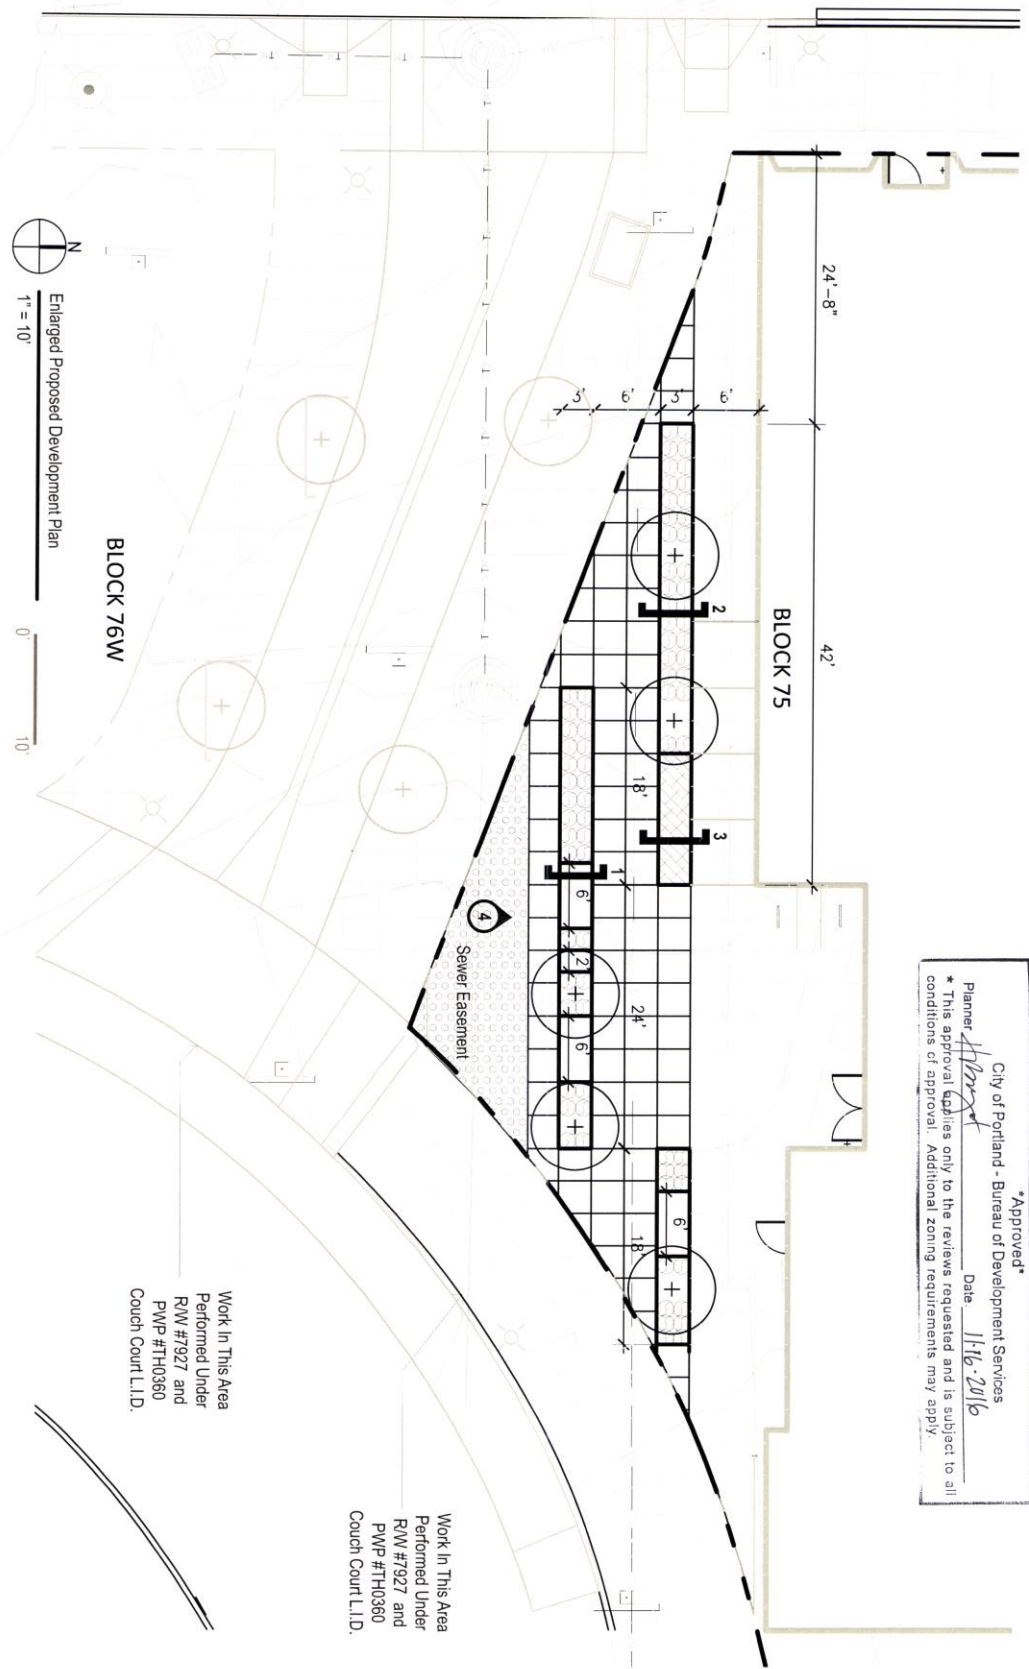 *Approved*
City of Portland - Bureau of Development Services
Planner Date 11·16·2016
* This approval applies only to the reviews requested and is subject to all
conditions of approval. Additional zoning requirements may apply.
24'-8"
42'
BLOCK 75
6'
3'
6'
3'
2
3
18'
1
6'
2'
24'
6'
6'
18'
4
Sewer Easement
BLOCK 76W
N
Enlarged Proposed Development Plan
1" = 10'
0'
10'
Work In This Area
Performed Under
R/W #7927 and
PWP #TH0360
Couch Court L.I.D.
Work In This Area
Performed Under
R/W #7927 and
PWP #TH0360
Couch Court L.I.D.